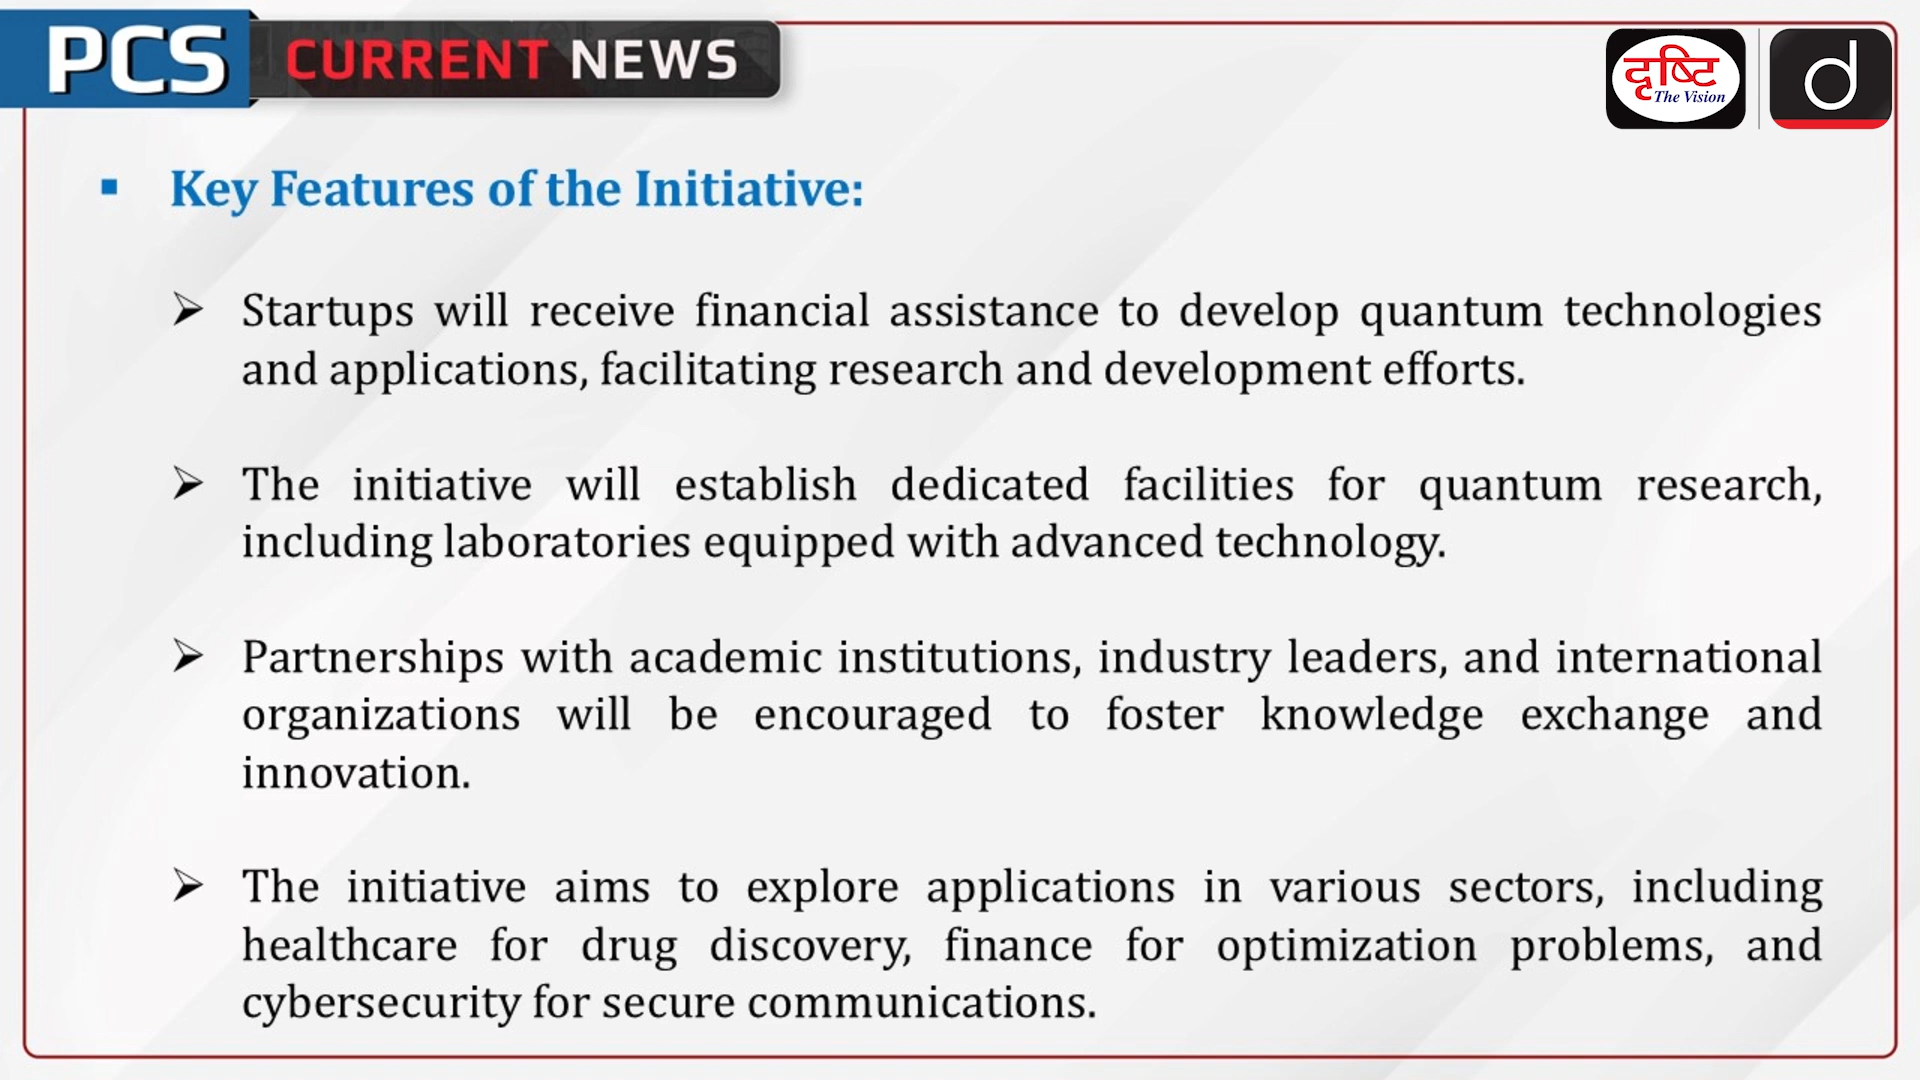 PCS CURRENT NEWS
दृष्टि
The Vision
d
▪ Key Features of the Initiative:
➢ Startups will receive financial assistance to develop quantum technologies
and applications, facilitating research and development efforts.
➢ The initiative will establish dedicated facilities for quantum research,
including laboratories equipped with advanced technology.
➢ Partnerships with academic institutions, industry leaders, and international
organizations will be encouraged to foster knowledge exchange and
innovation.
➢ The initiative aims to explore applications in various sectors, including
healthcare for drug discovery, finance for optimization problems, and
cybersecurity for secure communications.